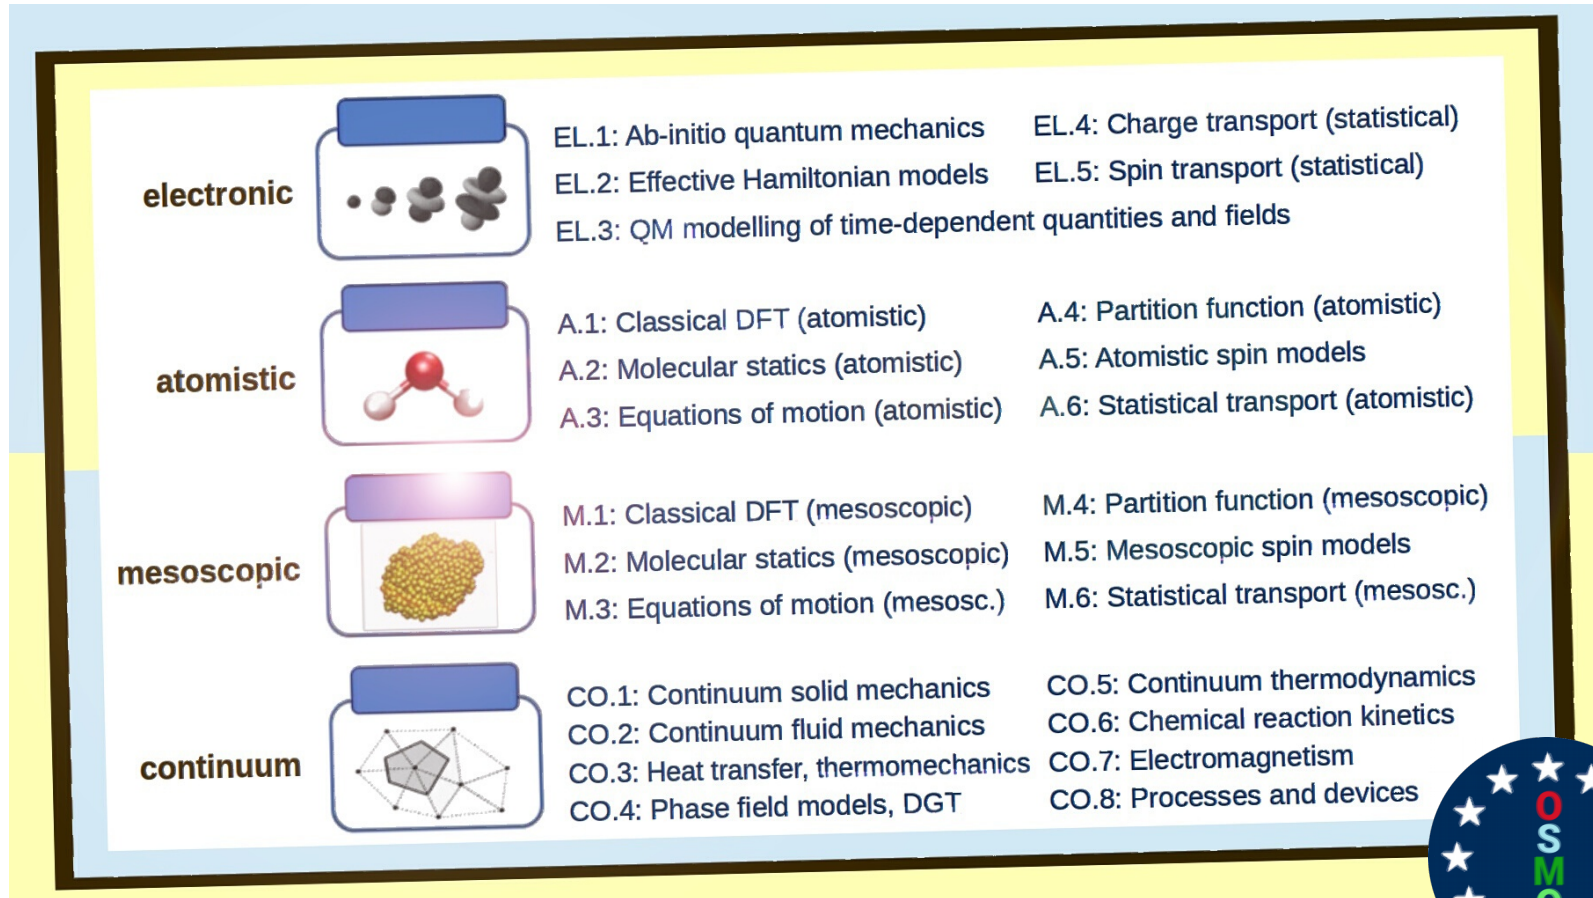 electronic
EL.1: Ab-initio quantum mechanics
EL.2: Effective Hamiltonian models
EL.3: QM modelling of time-dependent quantities and fields
EL.4: Charge transport (statistical)
EL.5: Spin transport (statistical)
atomistic
A.1: Classical DFT (atomistic)
A.2: Molecular statics (atomistic)
A.3: Equations of motion (atomistic)
A.4: Partition function (atomistic)
A.5: Atomistic spin models
A.6: Statistical transport (atomistic)
mesoscopic
M.1: Classical DFT (mesoscopic)
M.2: Molecular statics (mesoscopic)
M.3: Equations of motion (mesosc.)
M.4: Partition function (mesoscopic)
M.5: Mesoscopic spin models
M.6: Statistical transport (mesosc.)
continuum
CO.1: Continuum solid mechanics
CO.2: Continuum fluid mechanics
CO.3: Heat transfer, thermomechanics
CO.4: Phase field models, DGT
CO.5: Continuum thermodynamics
CO.6: Chemical reaction kinetics
CO.7: Electromagnetism
CO.8: Processes and devices
O
S
M